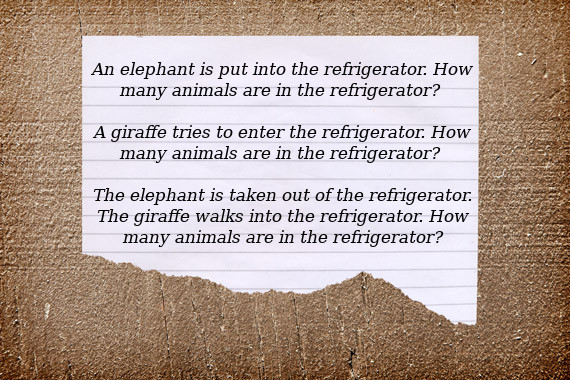 An elephant is put into the refrigerator. How
many animals are in the refrigerator?
A giraffe tries to enter the refrigerator. How
many animals are in the refrigerator?
The elephant is taken out of the refrigerator.
The giraffe walks into the refrigerator. How
many animals are in the refrigerator?